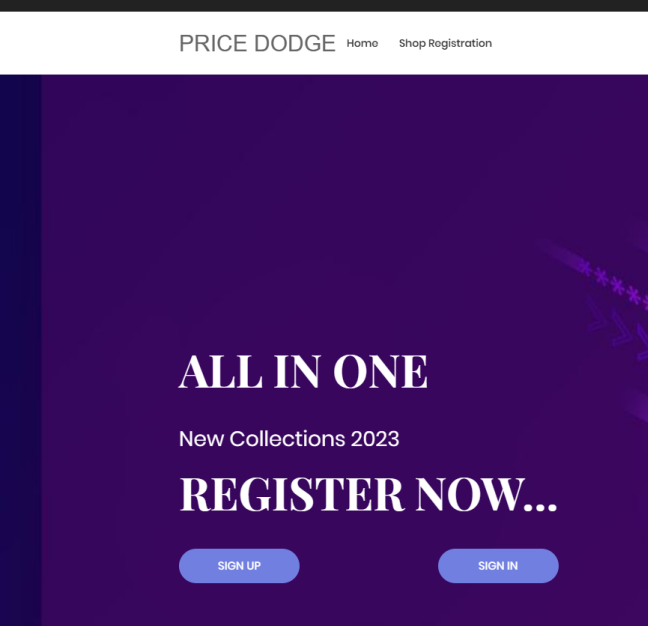 PRICE DODGE Home Shop Registration
ALL IN ONE
New Collections 2023
REGISTER NOW...
SIGN UP SIGN IN